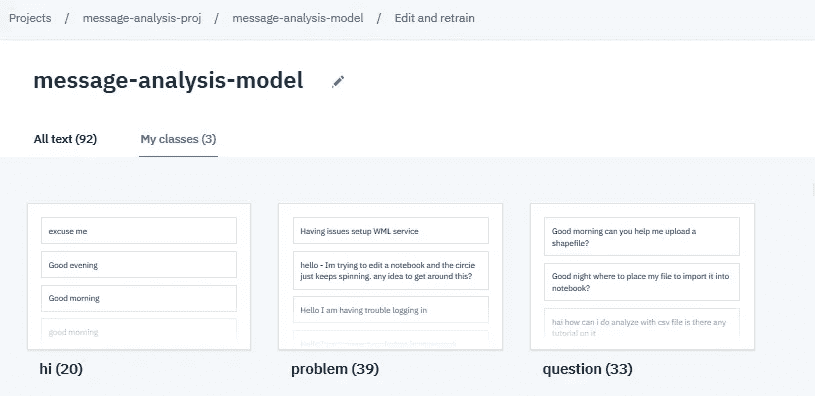 Projects / message-analysis-proj / message-analysis-model / Edit and retrain
message-analysis-model
All text (92) My classes (3)
excuse me
Good evening
Good morning
good morning
hi (20)
Having issues setup WML service
hello - Im trying to edit a notebook and the circle
just keeps spinning. any idea to get around this?
Hello I am having trouble logging in
problem (39)
Good morning can you help me upload a
shapefile?
Good night where to place my file to import it into
notebook?
hai how can i do analyze with csv file is there any
tutorial on it
question (33)